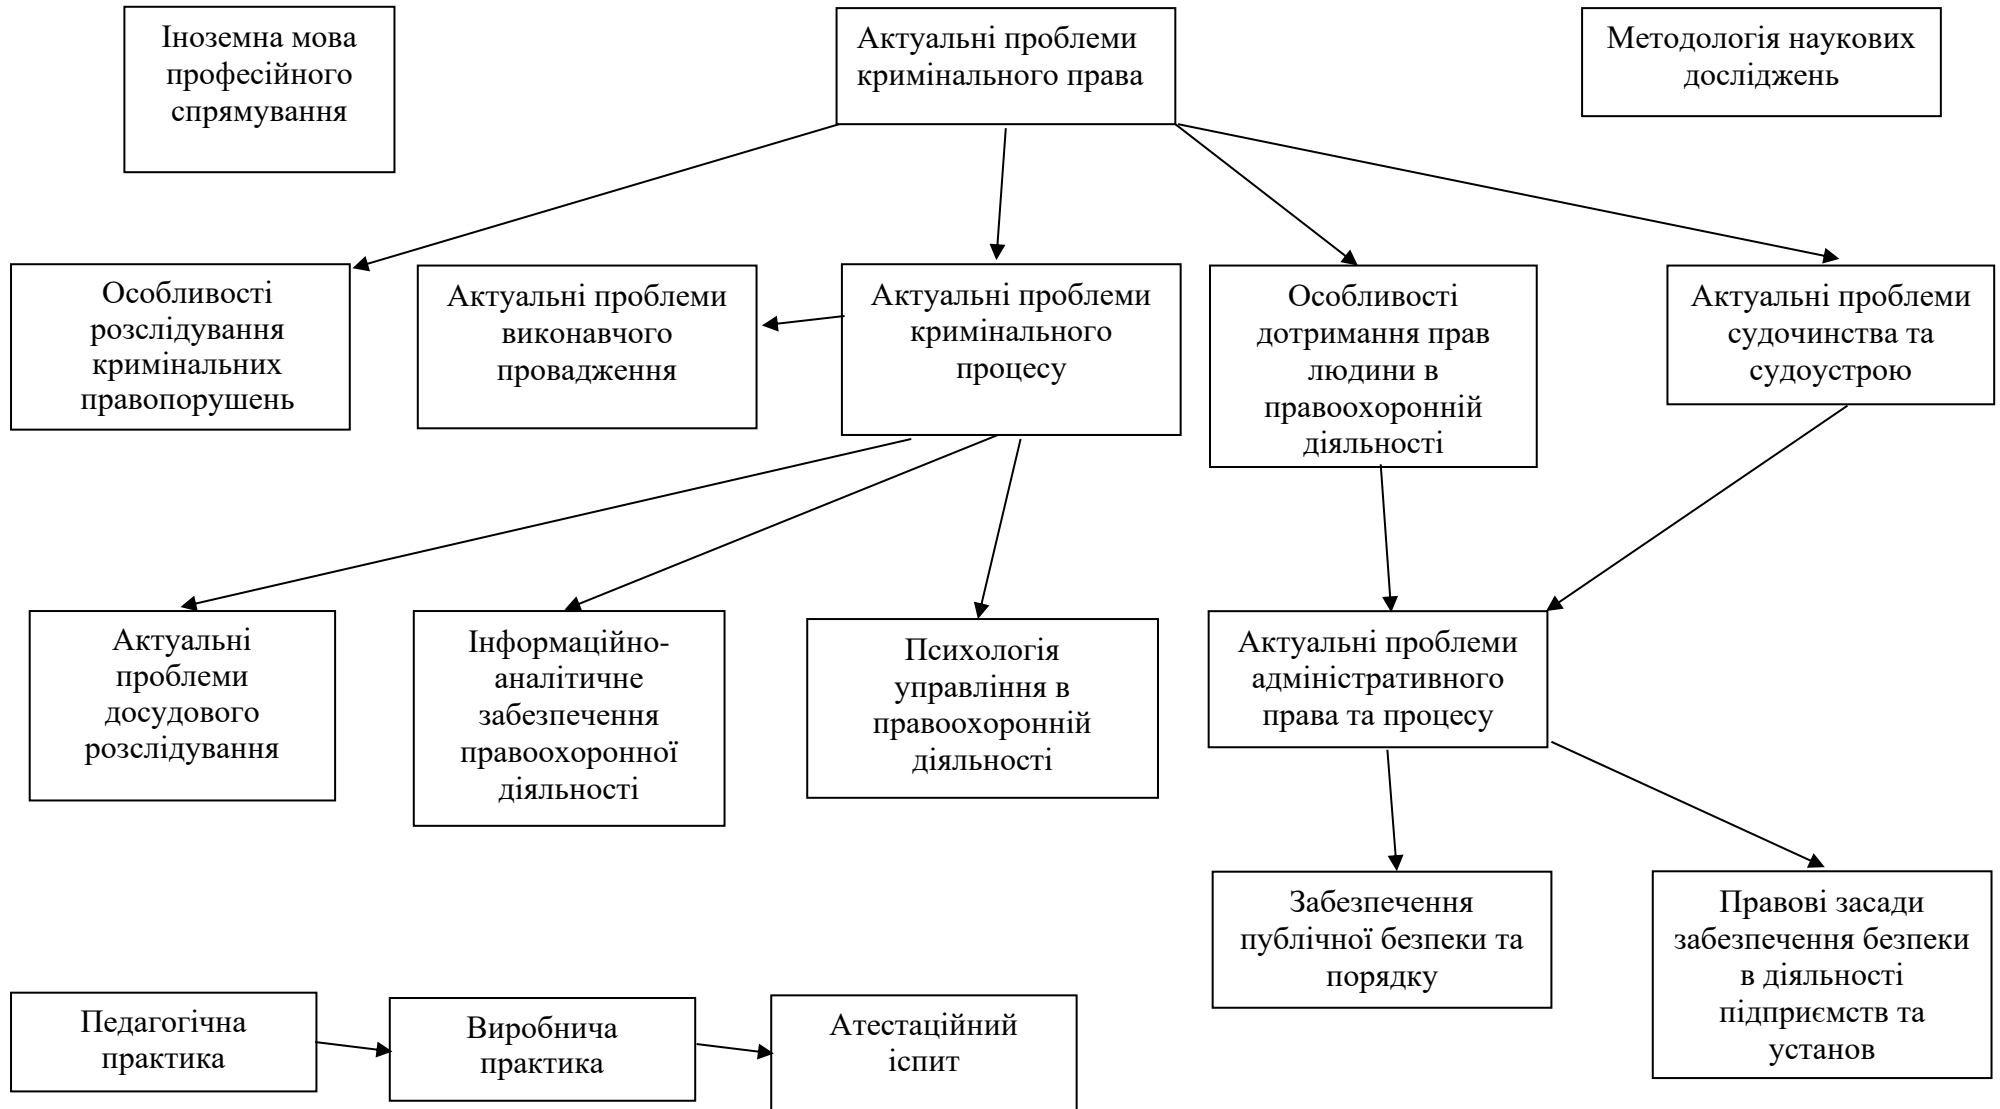 Іноземна мова
професійного
спрямування
Актуальні проблеми
кримінального права
Методологія наукових
досліджень
Особливості
розслідування
кримінальних
правопорушень
Актуальні проблеми
виконавчого
провадження
Актуальні проблеми
кримінального
процесу
Особливості
дотримання прав
людини в
правоохоронній
діяльності
Актуальні проблеми
судочинства та
судоустрою
Актуальні
проблеми
досудового
розслідування
Інформаційно-
аналітичне
забезпечення
правоохоронної
діяльності
Психологія
управління в
правоохоронній
діяльності
Актуальні проблеми
адміністративного
права та процесу
Забезпечення
публічної безпеки та
порядку
Правові засади
забезпечення безпеки
в діяльності
підприємств та
установ
Педагогічна
практика
Виробнича
практика
Атестаційний
іспит